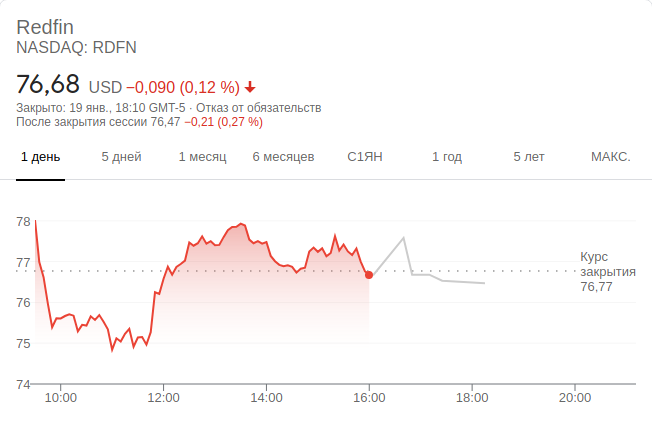 Redfin
NASDAQ: RDFN
76,68 USD −0,090 (0,12 %)
Закрыто: 19 янв., 18:10 GMT-5 · Отказ от обязательств
После закрытия сессии 76,47 −0,21 (0,27 %)
1 день 5 дней 1 месяц 6 месяцев С1ЯН 1 год 5 лет МАКС.
78
77
76
75
74
Курс
закрытия
76,77
10:00 12:00 14:00 16:00 18:00 20:00